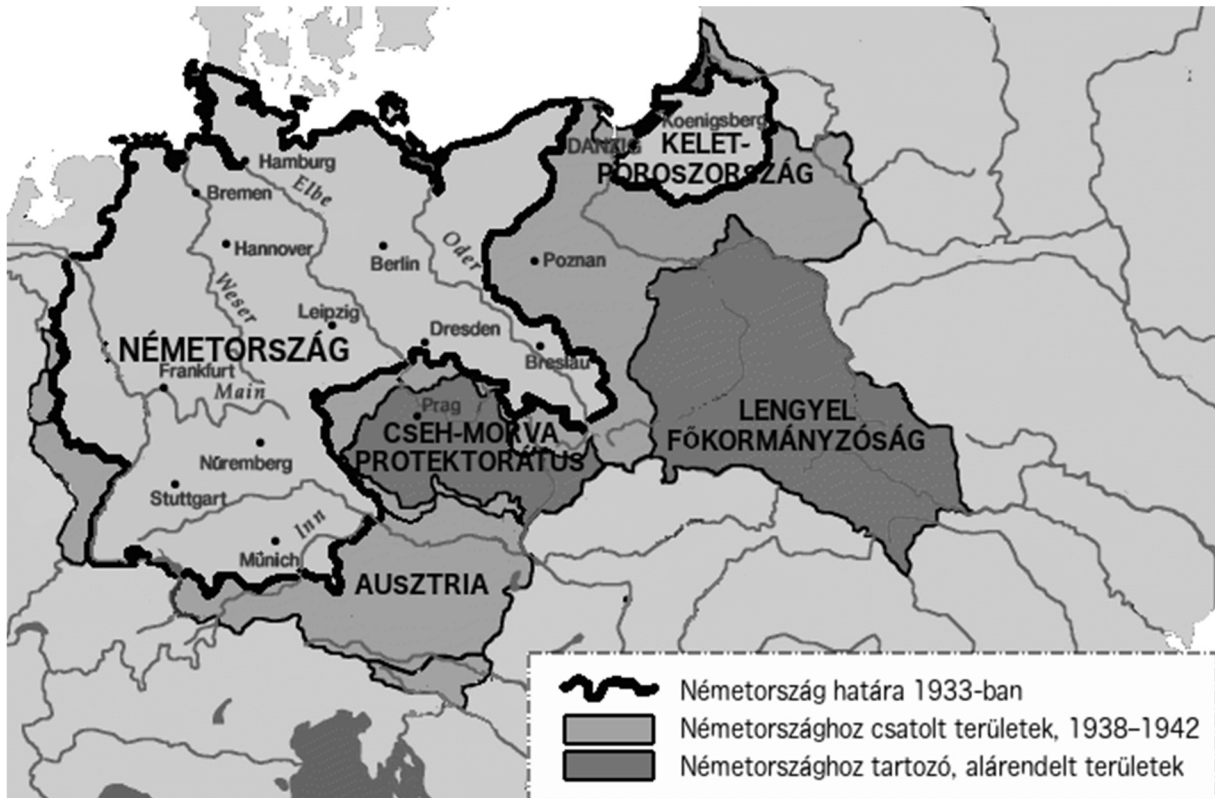 Koenigsberg
DANZIG
KELET-
POROSZORSZÁG
Hamburg
Elbe
Bremen
Hannover
Berlin
Oder
Poznan
Weser
Leipzig
Dresden
Breslau
NÉMETORSZÁG
Frankfurt
Main
Prag
CSEH-MORVA
PROTEKTORÁTUS
LENGYEL
FŐKORMÁNYZÓSÁG
Nűremberg
Stuttgart
Inn
Műnich
AUSZTRIA
Németország határa 1933-ban
Németországhoz csatolt területek, 1938–1942
Németországhoz tartozó, alárendelt területek